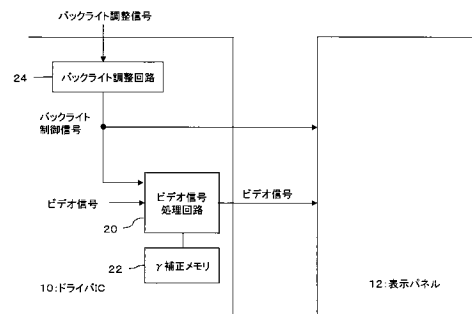 バックライト調整信号
24
バックライト調整回路
バックライト
制御信号
ビデオ信号
ビデオ信号
処理回路
ビデオ信号
20
22
γ補正メモリ
10:ドライバIC
12:表示パネル